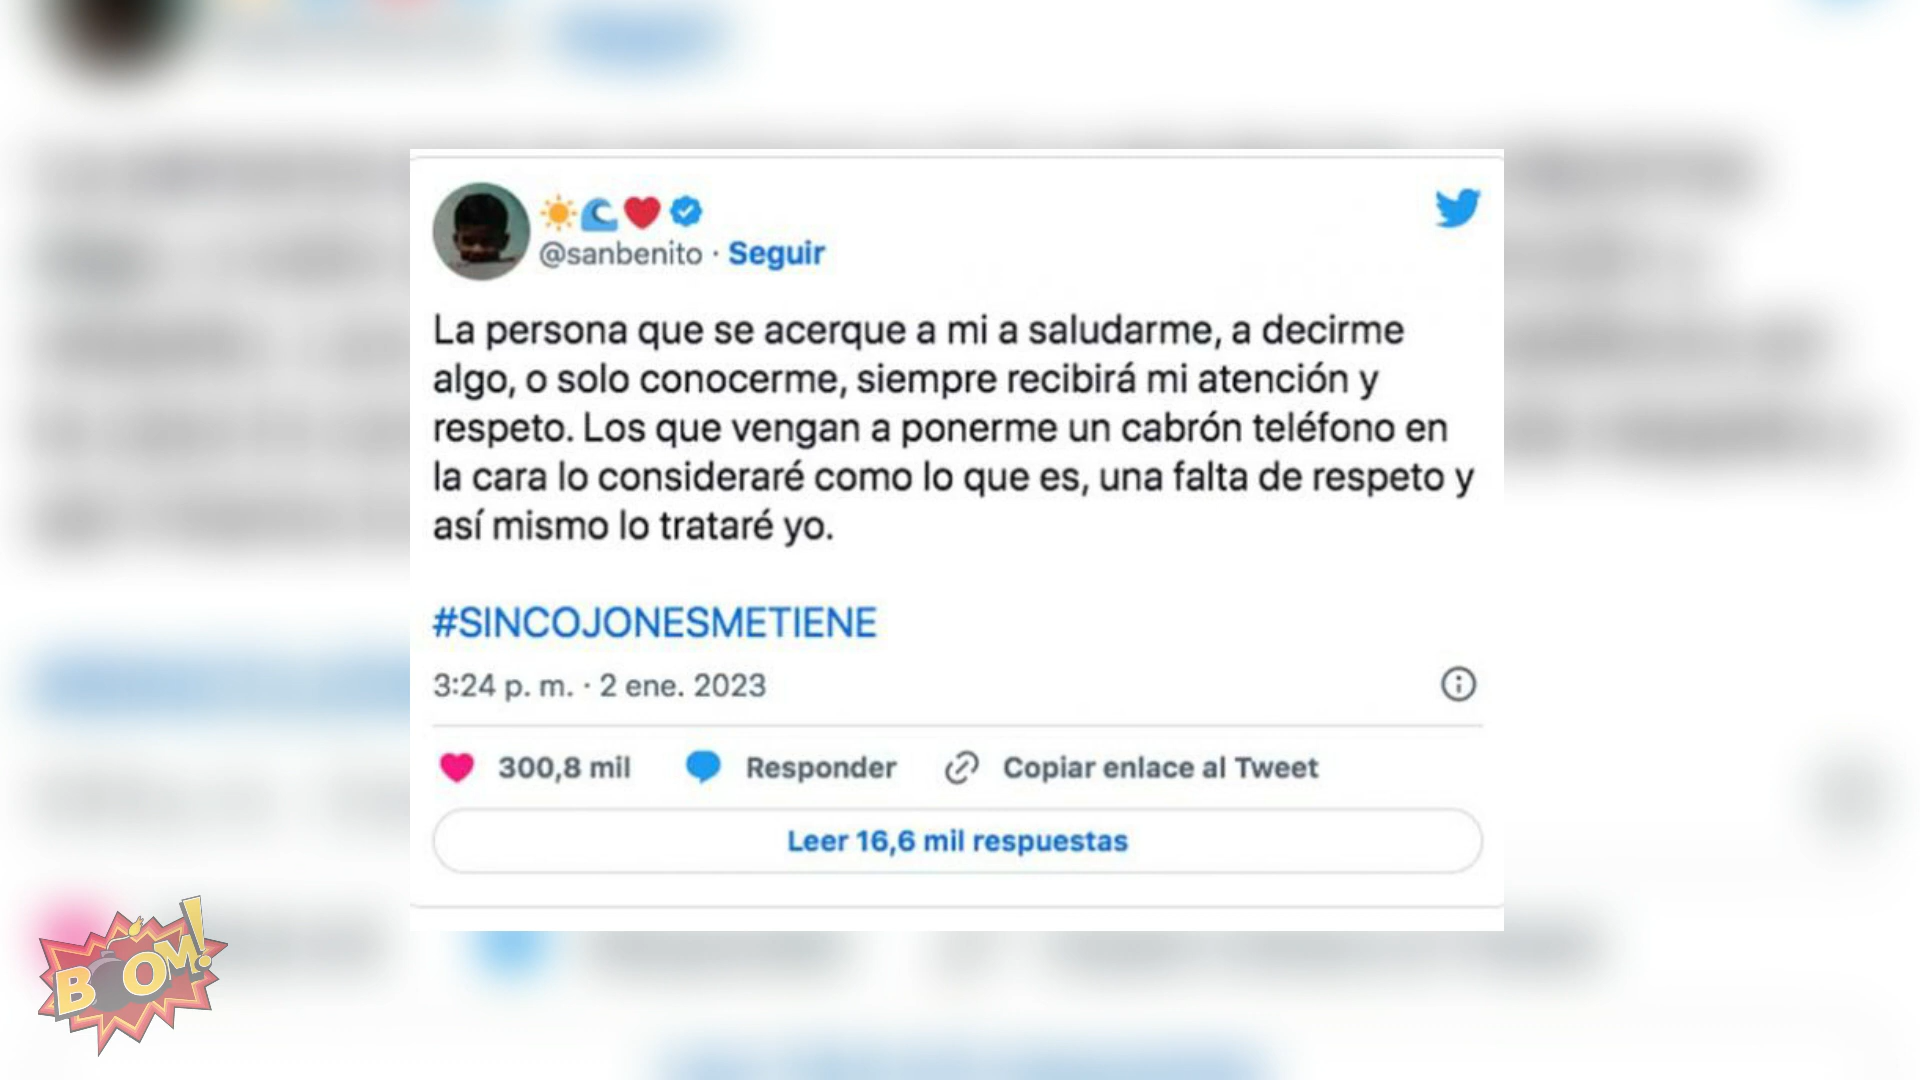 ☀️🌊❤️
@sanbenito · Seguir
La persona que se acerque a mi a saludarme, a decirme
algo, o solo conocerme, siempre recibirá mi atención y
respeto. Los que vengan a ponerme un cabrón teléfono en
la cara lo consideraré como lo que es, una falta de respeto y
así mismo lo trataré yo.
#SINCOJONESMETIENE
3:24 p. m. · 2 ene. 2023
300,8 mil Responder Copiar enlace al Tweet
Leer 16,6 mil respuestas
BOOM!